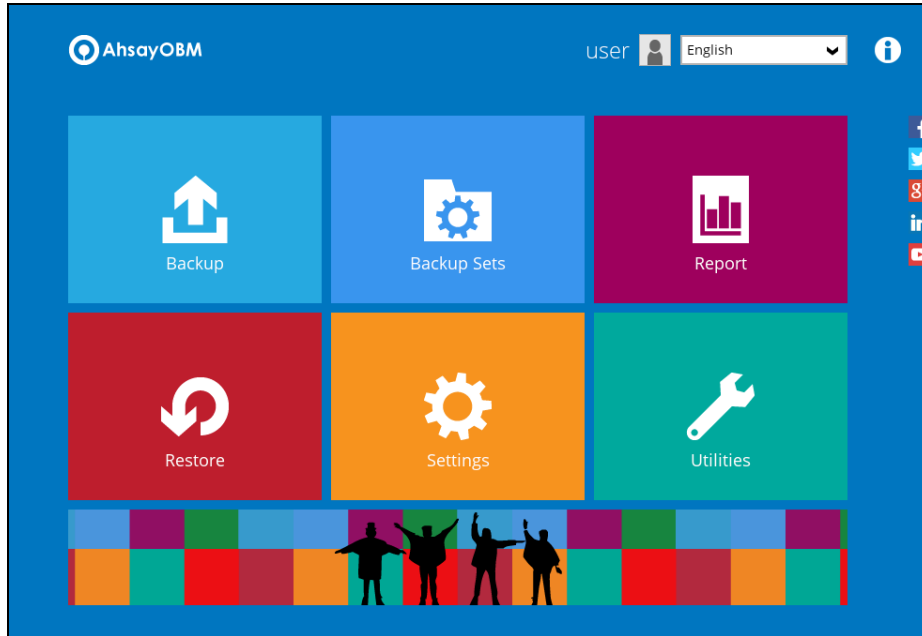 AhsayOBM
user
English
Backup
Backup Sets
Report
Restore
Settings
Utilities